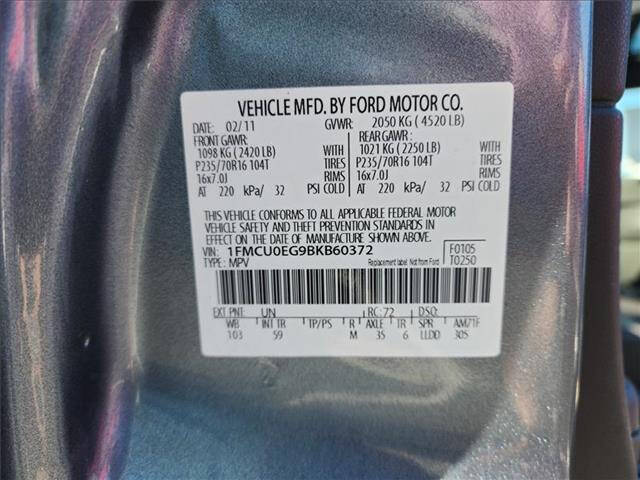 VEHICLE MFD. BY FORD MOTOR CO.
DATE: 02/11 GVWR: 2050 KG ( 4520 LB)
FRONT GAWR: REAR GAWR:
1098 KG ( 2420 LB) WITH 1021 KG ( 2250 LB) WITH
P235/70R16 104T TIRES P235/70R16 104T TIRES
16x7.0J RIMS 16x7.0J RIMS
AT 220 kPa/ 32 PSI COLD AT 220 kPa/ 32 PSI COLD
THIS VEHICLE CONFORMS TO ALL APPLICABLE FEDERAL MOTOR
VEHICLE SAFETY AND THEFT PREVENTION STANDARDS IN
EFFECT ON THE DATE OF MANUFACTURE SHOWN ABOVE.
VIN: 1FMCU0EG9BKB60372 F0105
TYPE: MPV Replacement label. Not from Ford T0250
EXT PNT: UN RC: 72 DSO:
WB INT TR TP/PS R AXLE TR SPR AM71F
103 59 M 35 6 LLDD 305